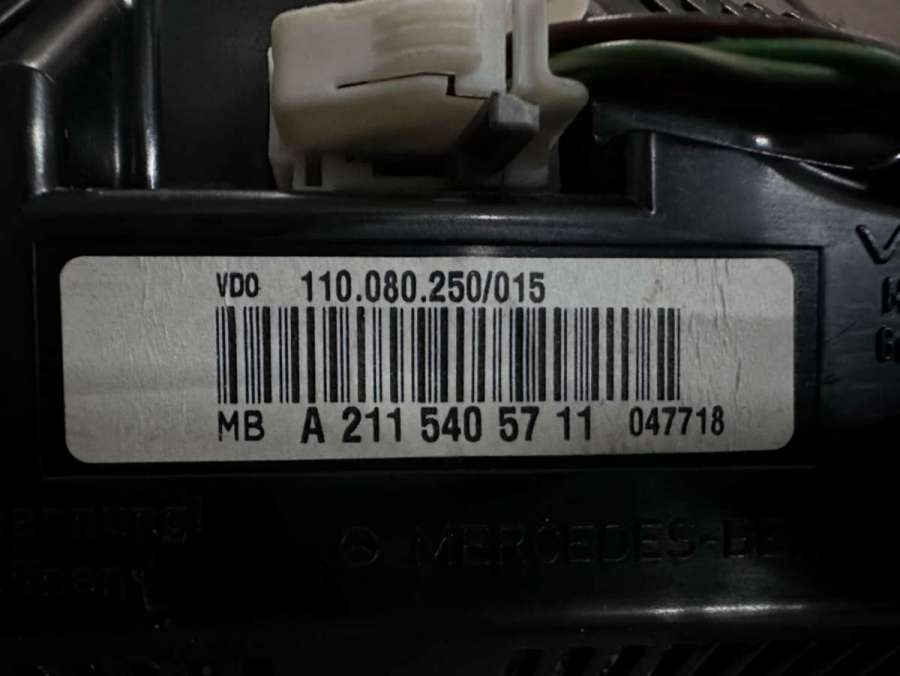 VDO 110.080.250/015
MB A 211 540 57 11 047718
MERCEDES-BE